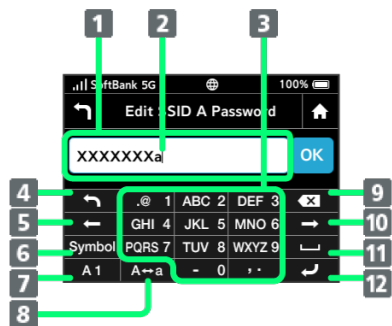 1 2 3
SoftBank 5G 100%
Edit SSID A Password
XXXXXXXa OK
4 .@ 1 ABC 2 DEF 3 9
5 GHI 4 JKL 5 MNO 6 10
6 Symbol PQRS 7 TUV 8 WXYZ 9 11
7 A 1 A↔a - 0 , . 12
8